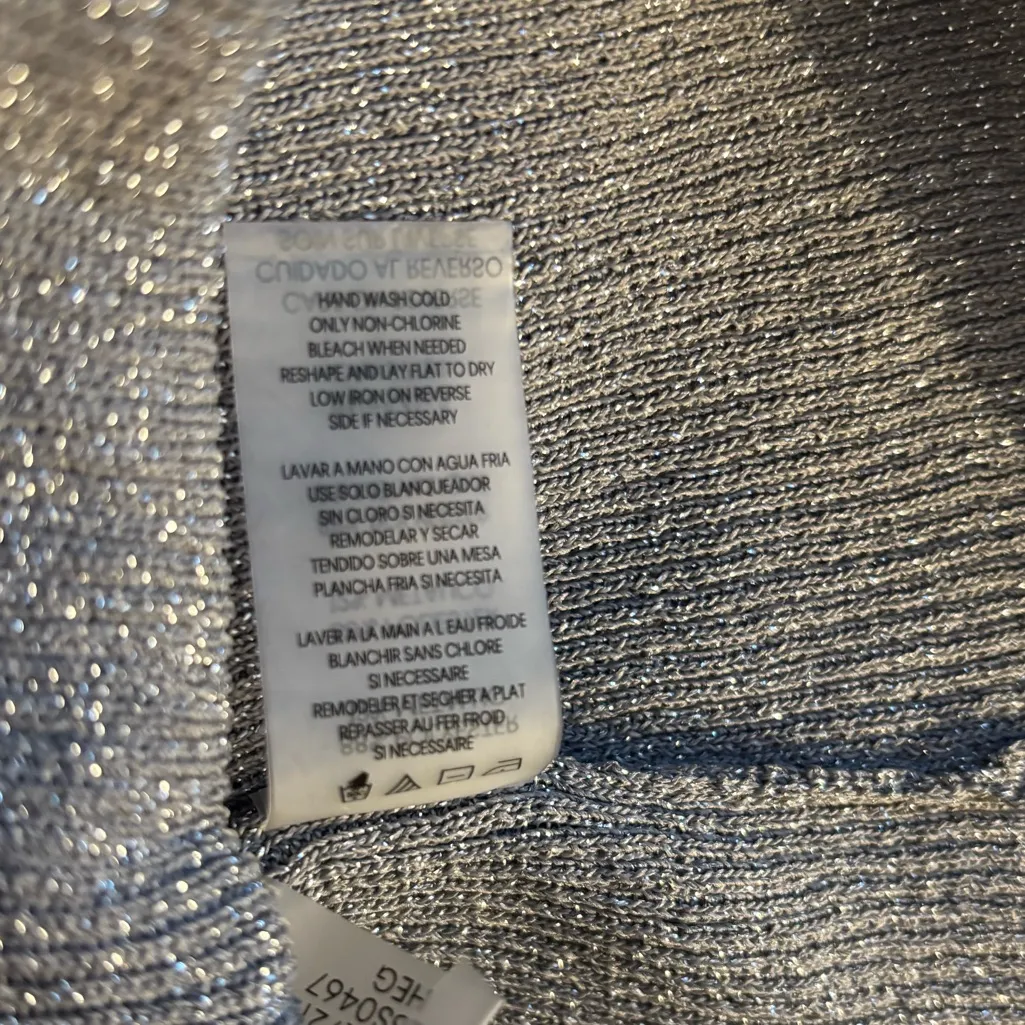 HAND WASH COLD
ONLY NON-CHLORINE
BLEACH WHEN NEEDED
RESHAPE AND LAY FLAT TO DRY
LOW IRON ON REVERSE
SIDE IF NECESSARY
LAVAR A MANO CON AGUA FRIA
USE SOLO BLANQUEADOR
SIN CLORO SI NECESITA
REMODELAR Y SECAR
TENDIDO SOBRE UNA MESA
PLANCHA FRIA SI NECESITA
LAVER A LA MAIN A L EAU FROIDE
BLANCHIR SANS CHLORE
SI NECESSAIRE
REMODELER ET SECHER A PLAT
REPASSER AU FER FROID
SI NECESSAIRE
CUIDADO AL REVERSO
S0467
HEG